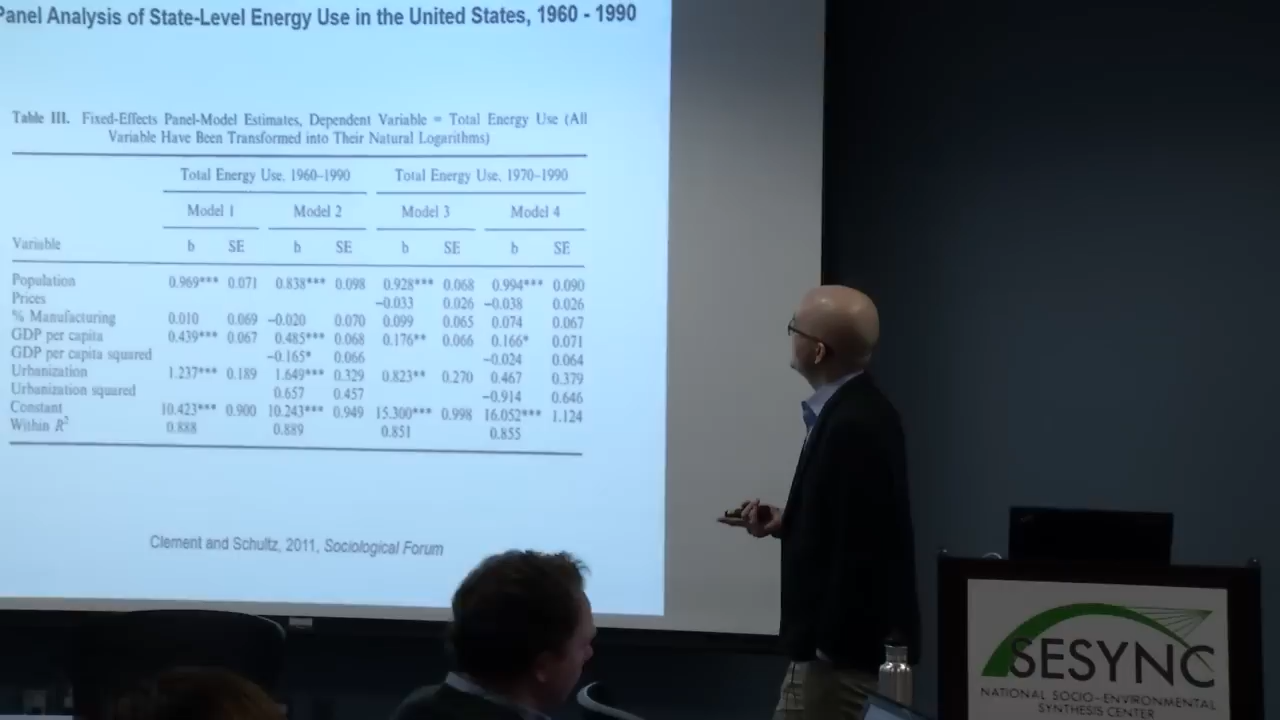 Panel Analysis of State-Level Energy Use in the United States, 1960 - 1990
Table III. Fixed-Effects Panel-Model Estimates, Dependent Variable = Total Energy Use (All
Variable Have Been Transformed into Their Natural Logarithms)
Total Energy Use, 1960–1990 Total Energy Use, 1970–1990
Model 1 Model 2 Model 3 Model 4
Variable b SE b SE b SE b SE
Population 0.969*** 0.071 0.838*** 0.098 0.928*** 0.068 0.994*** 0.090
Prices −0.033 0.026 −0.038 0.026
% Manufacturing 0.010 0.069 −0.020 0.070 0.099 0.065 0.074 0.067
GDP per capita 0.439*** 0.067 0.485*** 0.068 0.176** 0.066 0.166* 0.071
GDP per capita squared −0.165* 0.066 −0.024 0.064
Urbanization 1.237*** 0.189 1.649*** 0.329 0.823** 0.270 0.467 0.379
Urbanization squared 0.657 0.457 −0.914 0.646
Constant 10.423*** 0.900 10.243*** 0.949 15.300*** 0.998 16.052*** 1.124
Within R² 0.888 0.889 0.851 0.855
Clement and Schultz, 2011, Sociological Forum
SESYNC
NATIONAL SOCIO-ENVIRONMENTAL
SYNTHESIS CENTER